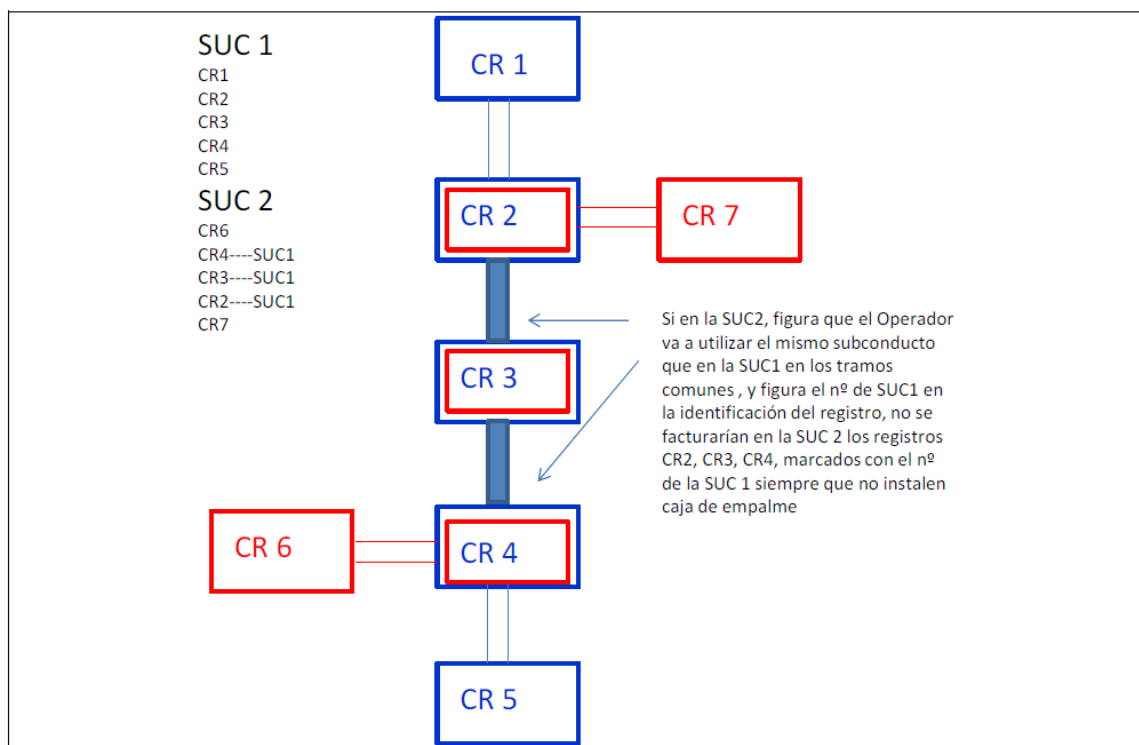 SUC 1
CR1
CR2
CR3
CR4
CR5
SUC 2
CR6
CR4----SUC1
CR3----SUC1
CR2----SUC1
CR7
CR 1
CR 2
CR 7
CR 3
CR 6
CR 4
CR 5
Si en la SUC2, figura que el Operador
va a utilizar el mismo subconducto
que en la SUC1 en los tramos
comunes , y figura el nº de SUC1 en
la identificación del registro, no se
facturarían en la SUC 2 los registros
CR2, CR3, CR4, marcados con el nº
de la SUC 1 siempre que no instalen
caja de empalme